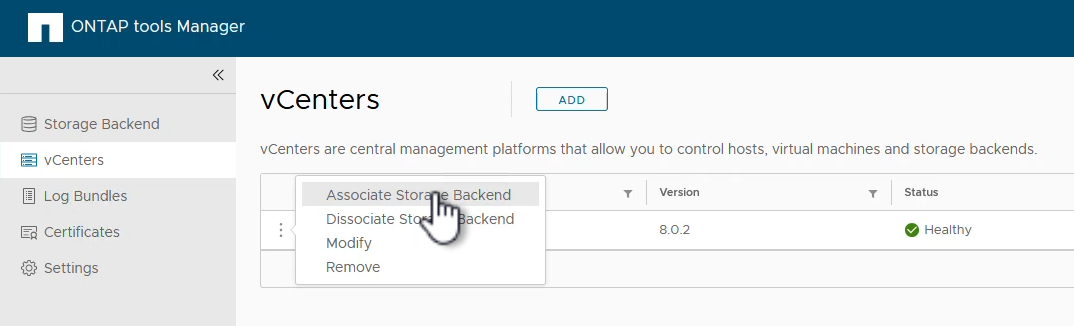 ONTAP tools Manager
Storage Backend
vCenters
Log Bundles
Certificates
Settings
vCenters
ADD
vCenters are central management platforms that allow you to control hosts, virtual machines and storage backends.
Version
Status
8.0.2
Healthy
Associate Storage Backend
Dissociate Storage Backend
Modify
Remove